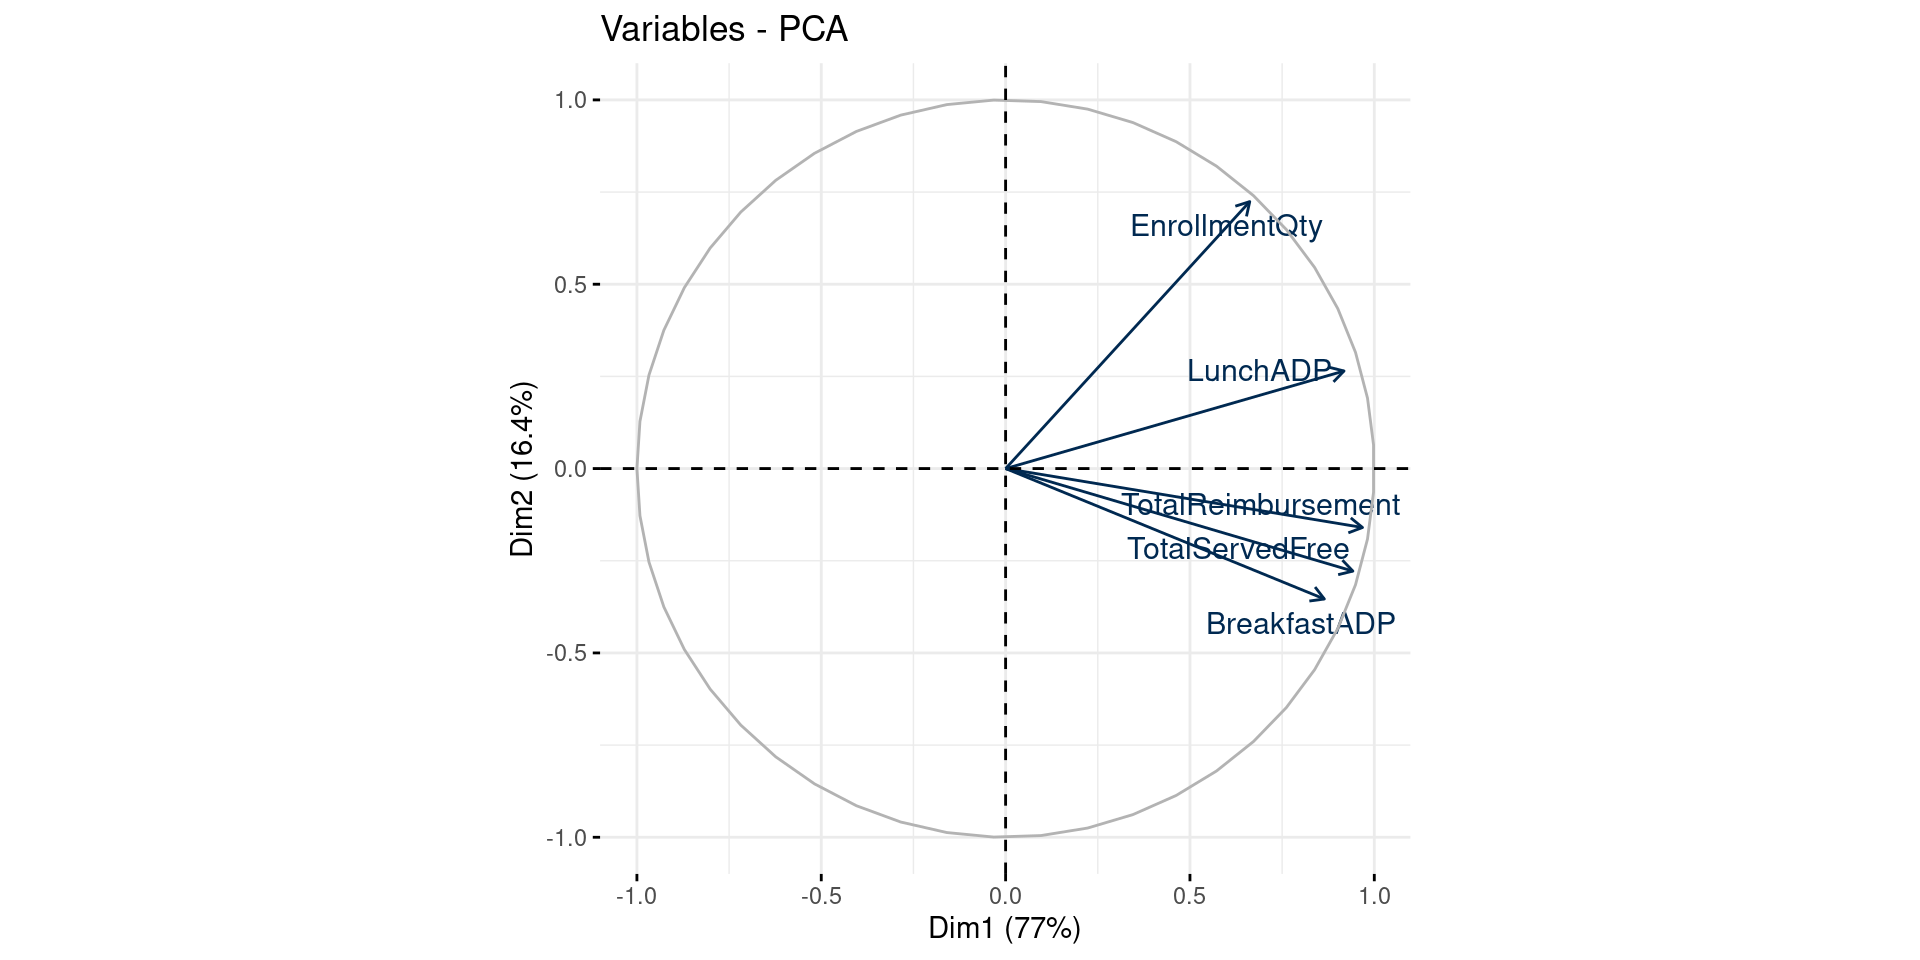 Variables - PCA
1.0
0.5
0.0
-0.5
-1.0
Dim2 (16.4%)
EnrollmentQty
LunchADP
TotalReimbursement
TotalServedFree
BreakfastADP
-1.0
-0.5
0.0
0.5
1.0
Dim1 (77%)